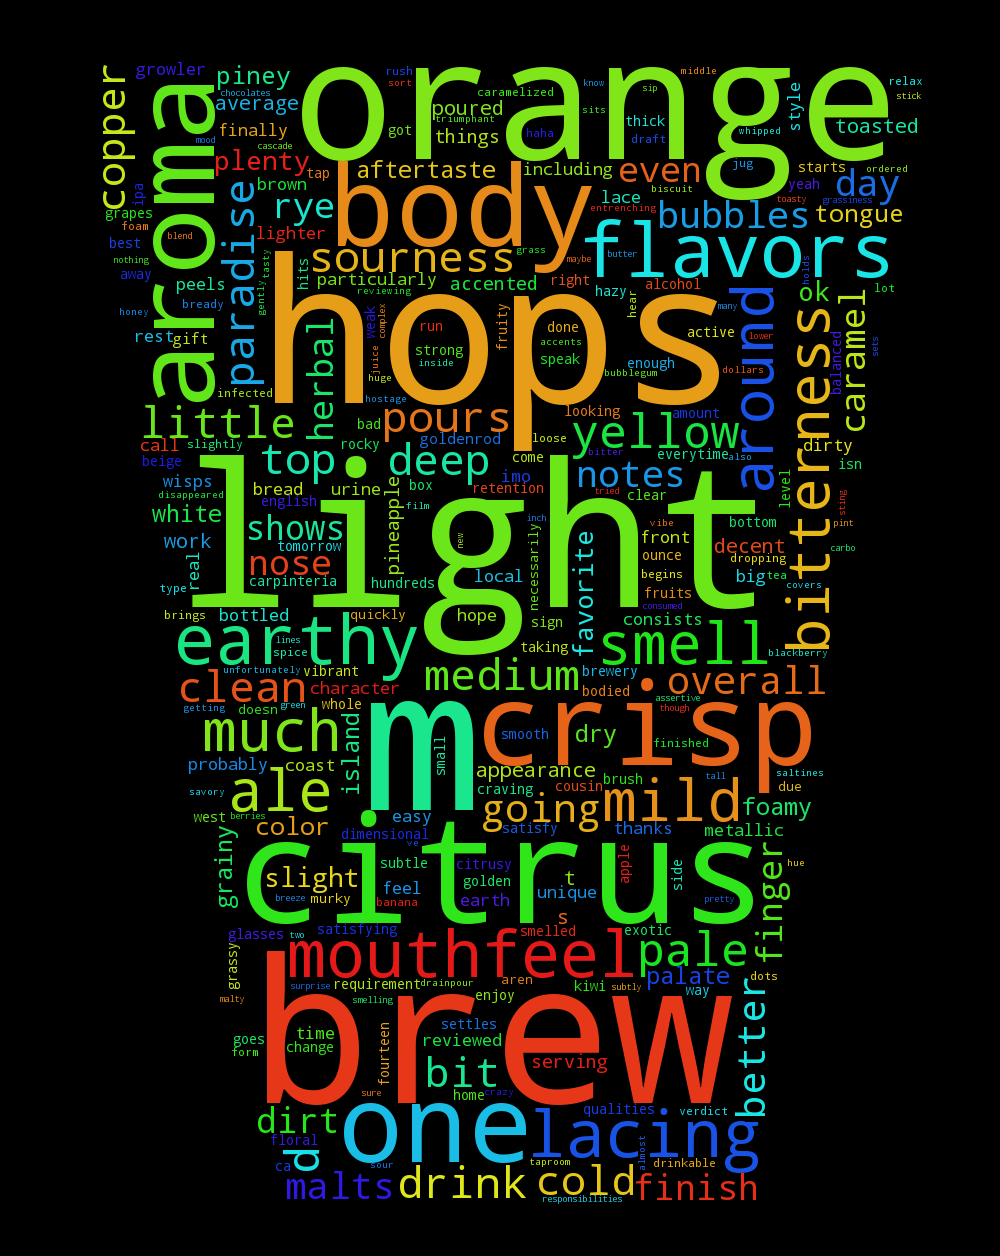 growler
rush
middle
know
relax
piney
orange
chocolates
sort
sip
sits
stick
copper
aroma
average
caramelized
style
poured
triumphant
thick
toasted
mood
finally
got
things
haha
draft
whipped
cascade
ipa
plenty
tap
aftertaste
including
even
jug
starts
ordered
brown
body
biscuit
yeah
day
grassiness
grapes
paradise
rye
lace
toasty
foam
entrenching
bubbles
tongue
best
blend
lighter
sourness
grass
flavors
nothing
tasty
hits
maybe
butter
holds
away
peels
gently
particularly
accented
right
alcohol
hazy
hear
many
around
ok
lot
bready
reviewing
honey
weak
complex
run
hops
fruity
done
active
bitterness
caramel
rest
gift
herbal
juice
strong
accents
speak
enough
lower
balanced
sets
inside
huge
bubblegum
dollars
infected
hostage
little
bad
pours
looking
amount
yellow
call
slightly
rocky
goldenrod
loose
dirty
beige
top
deep
come
everytime
bitter
also
isn
wisps
bread
urine
pineapple
box
imo
retention
notes
level
disappeared
english
film
tried
clear
sting
pint
white
shows
light
inch
vibe
bottom
work
tomorrow
new
necessarily
favorite
front
decent
carbo
real
nose
ounce
dropping
type
carpinteria
hundreds
local
begins
big
tea
covers
fruits
brings
bottled
quickly
hope
sign
consumed
consists
earthy
lines
spice
taking
smell
blackberry
unfortunately
vibrant
medium
brewery
overall
clean
character
bodied
assertive
getting
doesn
green
whole
though
much
island
m
crisp
smooth
dry
finished
small
probably
coast
appearance
brush
tall
saltines
savory
ale
craving
cousin
due
west
berries
easy
going
mild
foamy
color
dimensional
satisfy
thanks
metallic
grainy
ve
citrus
subtle
citrusy
apple
side
finger
hue
slight
golden
t
breeze
murky
feel
unique
banana
earth
pretty
s
glasses
two
satisfying
smelled
exotic
grassy
mouthfeel
pale
surprise
requirement
drainpour
aren
palate
dots
malty
smelling
enjoy
kiwi
subtly
way
brew
better
goes
time
settles
form
change
fourteen
reviewed
serving
bit
sure
home
crazy
dirt
one
qualities
verdict
floral
lacing
d
ca
sour
taproom
almost
drinkable
malts
drink
cold
finish
responsibilities